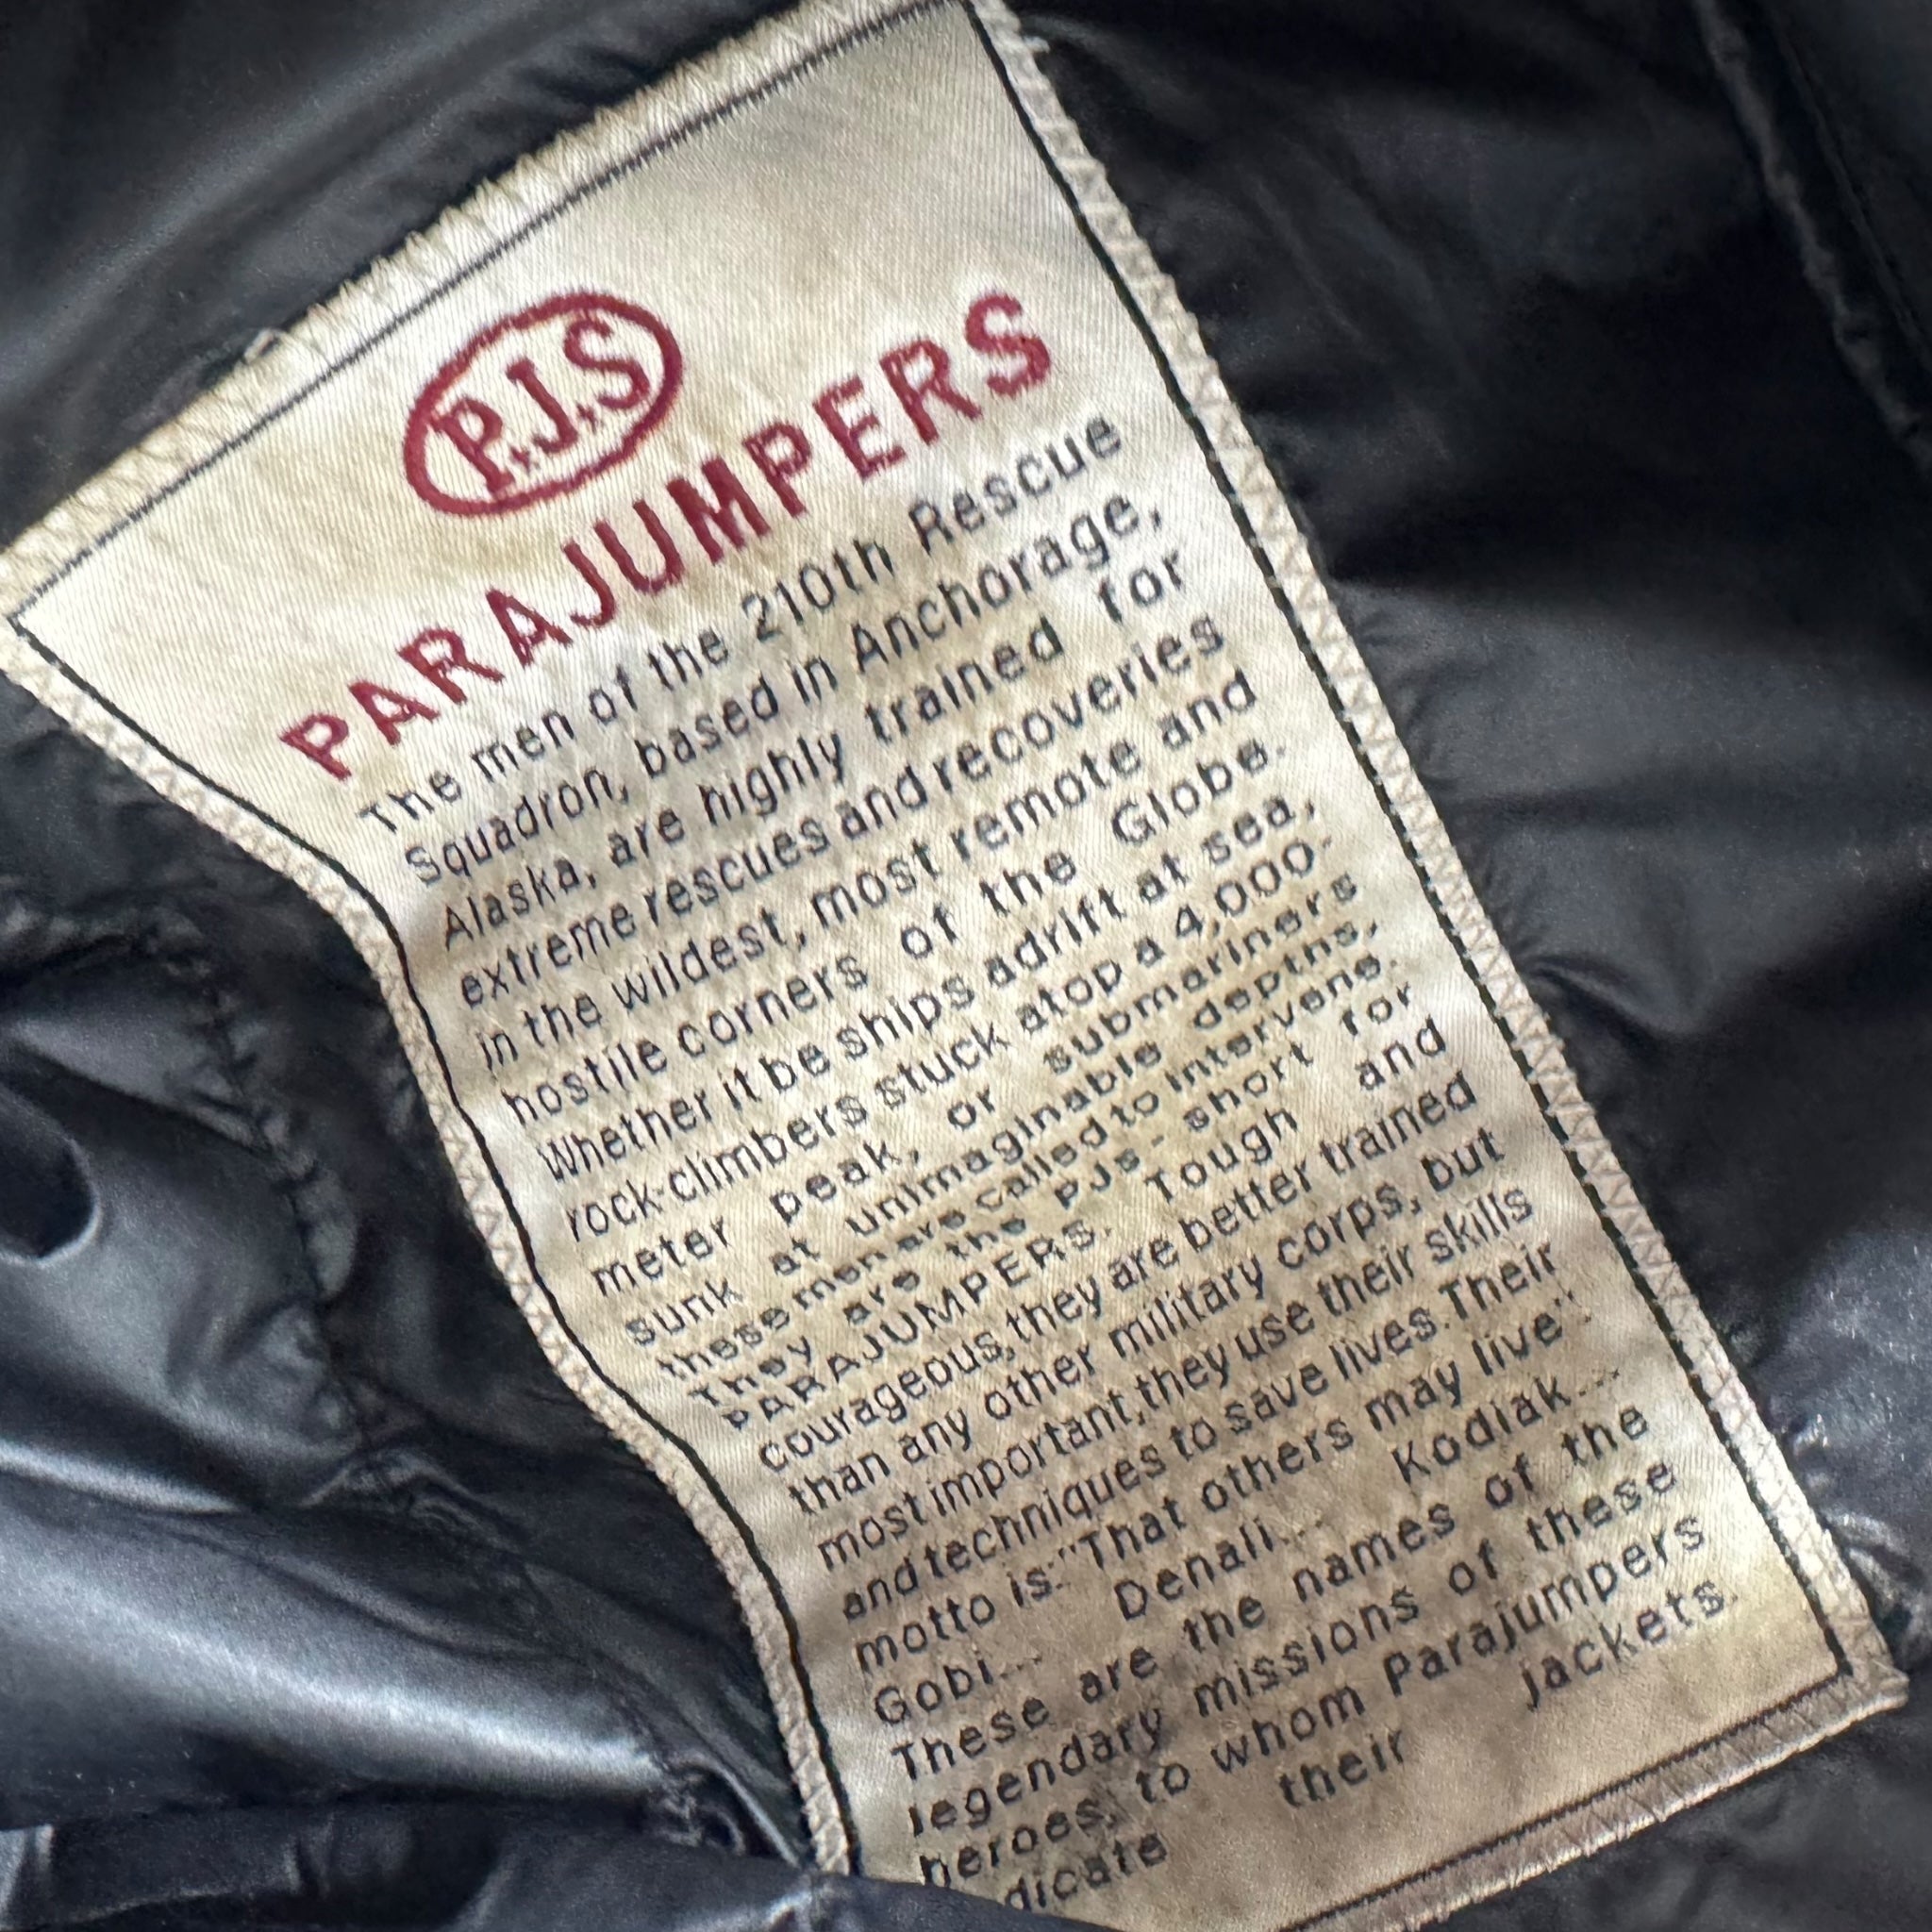 P.J.S
PARAJUMPERS
The men of the 210th Rescue
Squadron, based in Anchorage,
Alaska, are highly trained for
extreme rescues and recoveries
in the wildest, most remote and
hostile corners of the Globe.
Whether it be ships adrift at sea,
rock-climbers stuck atop a 4,000-
meter peak, or submariners
sunk at unimaginable depths,
these men are called to intervene.
They are the PJs - short for
PARAJUMPERS. Tough and
courageous, they are better trained
than any other military corps, but
most important, they use their skills
and techniques to save lives. Their
motto is: "That others may live".
Gobi... Denali... Kodiak...
These are the names of the
legendary missions of these
heroes, to whom Parajumpers
dicate their jackets.